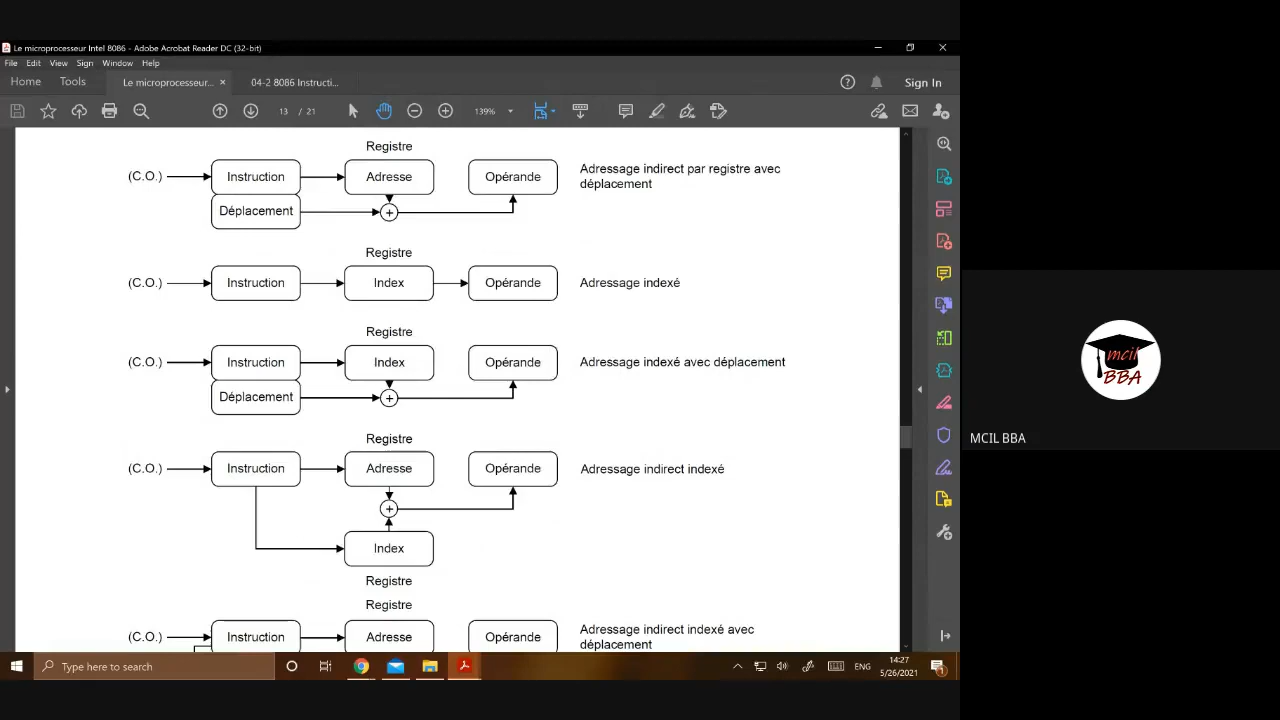 Le microprocesseur Intel 8086 - Adobe Acrobat Reader DC (32-bit)
File Edit View Sign Window Help
Home Tools Le microprocesseur... × 04-2 8086 Instructi... Sign In
13 / 21 139%
Registre
(C.O.) Instruction Adresse Opérande Adressage indirect par registre avec
déplacement
Déplacement +
Registre
(C.O.) Instruction Index Opérande Adressage indexé
Registre
(C.O.) Instruction Index Opérande Adressage indexé avec déplacement
Déplacement +
Registre
(C.O.) Instruction Adresse Opérande Adressage indirect indexé
+
Index
Registre
Registre
(C.O.) Instruction Adresse Opérande Adressage indirect indexé avec
déplacement
mcil
BBA
MCIL BBA
Type here to search
ENG
14:27
5/26/2021
1